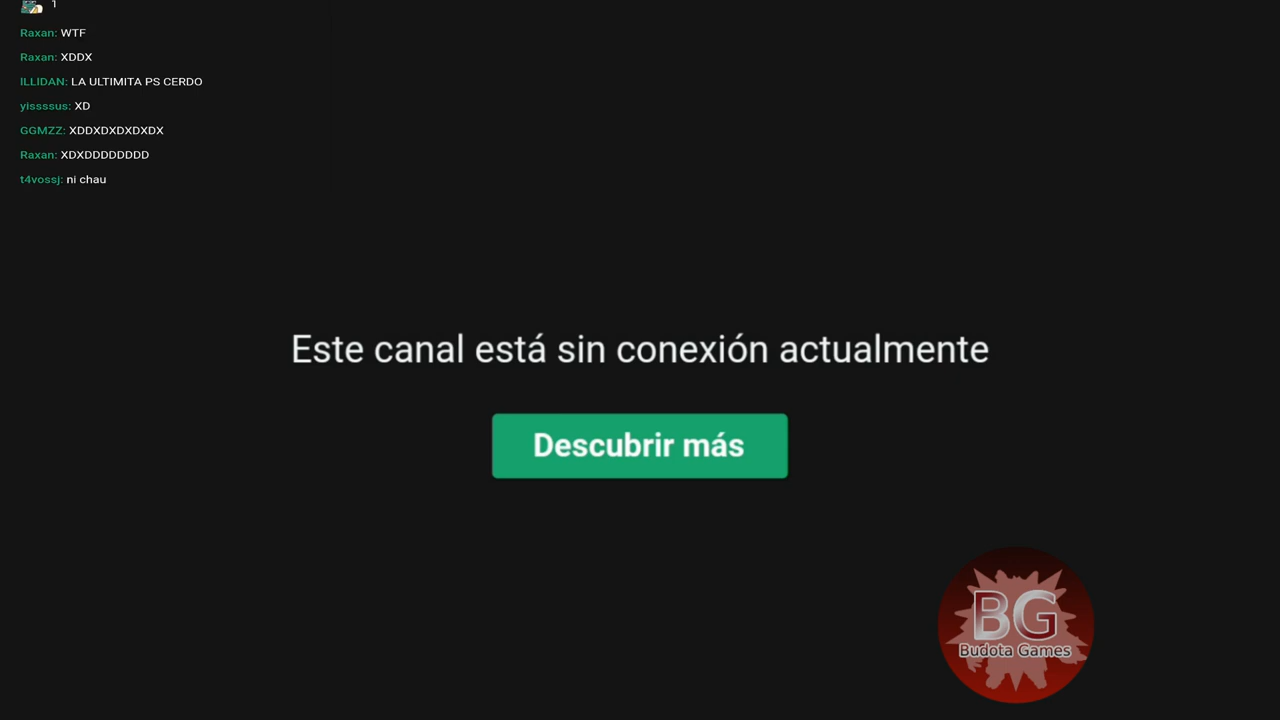 1
Raxan: WTF
Raxan: XDDX
ILLIDAN: LA ULTIMITA PS CERDO
yissssus: XD
GGMZZ: XDDXDXDXDXDX
Raxan: XDXDDDDDDDD
t4vossj: ni chau
Este canal está sin conexión actualmente
Descubrir más
BG
Budota Games